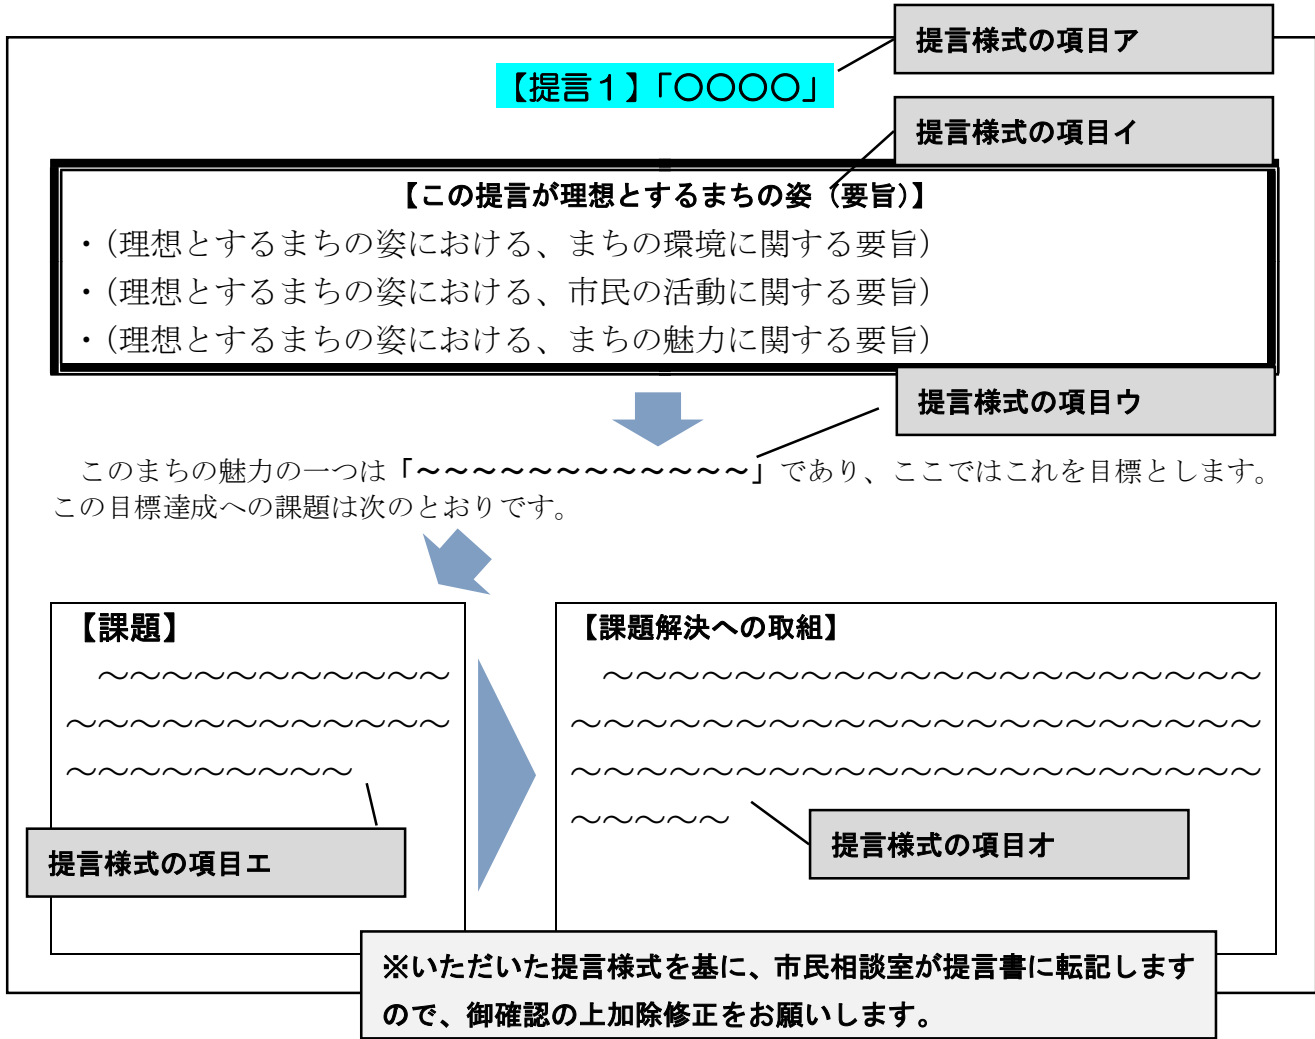 提言様式の項目ア
【提言１】「〇〇〇〇」
提言様式の項目イ
【この提言が理想とするまちの姿（要旨）】
・（理想とするまちの姿における、まちの環境に関する要旨）
・（理想とするまちの姿における、市民の活動に関する要旨）
・（理想とするまちの姿における、まちの魅力に関する要旨）
提言様式の項目ウ
このまちの魅力の一つは「～～～～～～～～～～～～」であり、ここではこれを目標とします。
この目標達成への課題は次のとおりです。
【課題】
～～～～～～～～～～～
～～～～～～～～～～～～
～～～～～～～～～
提言様式の項目エ
【課題解決への取組】
～～～～～～～～～～～～～～～～～～～～
～～～～～～～～～～～～～～～～～～～～～
～～～～～～～～～～～～～～～～～～～～～
～～～～～
提言様式の項目オ
※いただいた提言様式を基に、市民相談室が提言書に転記します
ので、御確認の上加除修正をお願いします。